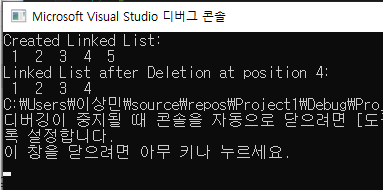 Microsoft Visual Studio 디버그 콘솔
Created Linked List:
1 2 3 4 5
Linked List after Deletion at position 4:
1 2 3 4
C:\Users\이상민\source\repos\Project1\Debug\Pro
디버깅이 중지될 때 콘솔을 자동으로 닫으려면 [도
록 설정합니다.
이 창을 닫으려면 아무 키나 누르세요.